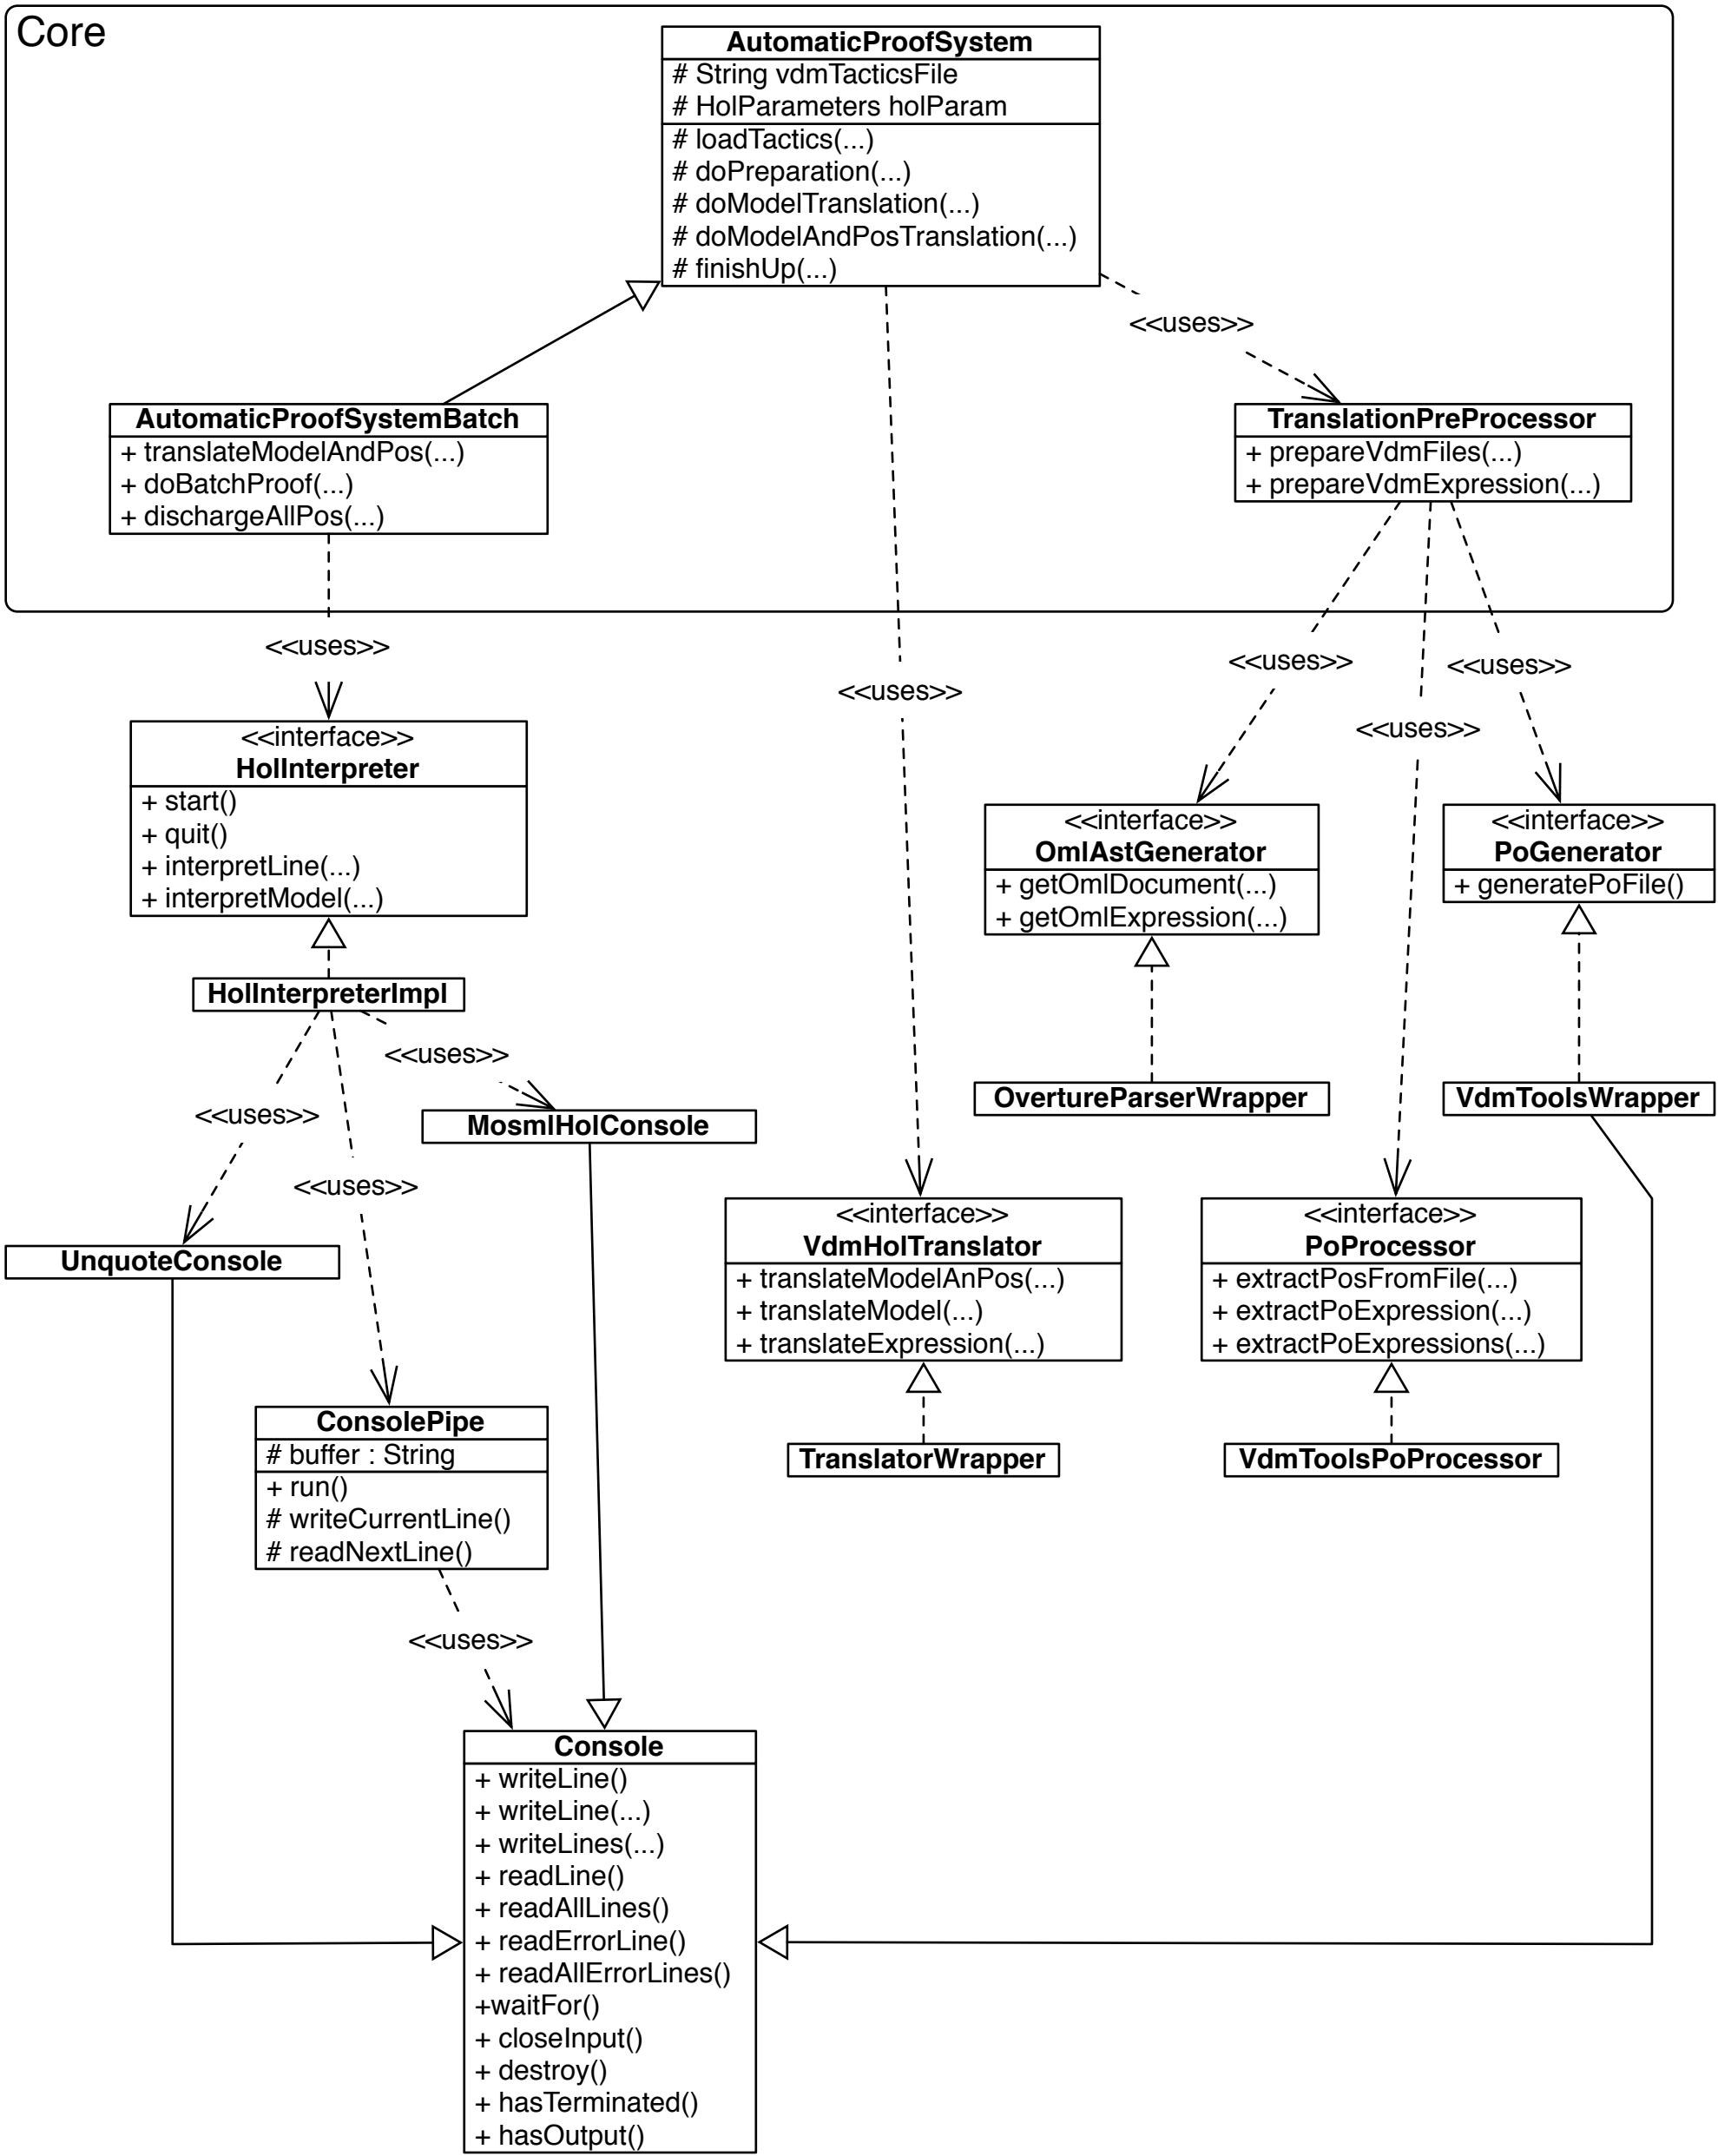 Core
AutomaticProofSystem
# String vdmTacticsFile
# HolParameters holParam
# loadTactics(...)
# doPreparation(...)
# doModelTranslation(...)
# doModelAndPosTranslation(...)
# finishUp(...)
<<uses>>
AutomaticProofSystemBatch
+ translateModelAndPos(...)
+ doBatchProof(...)
+ dischargeAllPos(...)
TranslationPreProcessor
+ prepareVdmFiles(...)
+ prepareVdmExpression(...)
<<uses>>
<<uses>>
<<uses>>
<<uses>>
<<uses>>
<<interface>>
HolInterpreter
+ start()
+ quit()
+ interpretLine(...)
+ interpretModel(...)
<<interface>>
OmlAstGenerator
+ getOmlDocument(...)
+ getOmlExpression(...)
<<interface>>
PoGenerator
+ generatePoFile()
HolInterpreterImpl
<<uses>>
<<uses>>
<<uses>>
MosmlHolConsole
OvertureParserWrapper
VdmToolsWrapper
UnquoteConsole
<<interface>>
VdmHolTranslator
+ translateModelAnPos(...)
+ translateModel(...)
+ translateExpression(...)
<<interface>>
PoProcessor
+ extractPosFromFile(...)
+ extractPoExpression(...)
+ extractPoExpressions(...)
ConsolePipe
# buffer : String
+ run()
# writeCurrentLine()
# readNextLine()
TranslatorWrapper
VdmToolsPoProcessor
<<uses>>
Console
+ writeLine()
+ writeLine(...)
+ writeLines(...)
+ readLine()
+ readAllLines()
+ readErrorLine()
+ readAllErrorLines()
+waitFor()
+ closeInput()
+ destroy()
+ hasTerminated()
+ hasOutput()